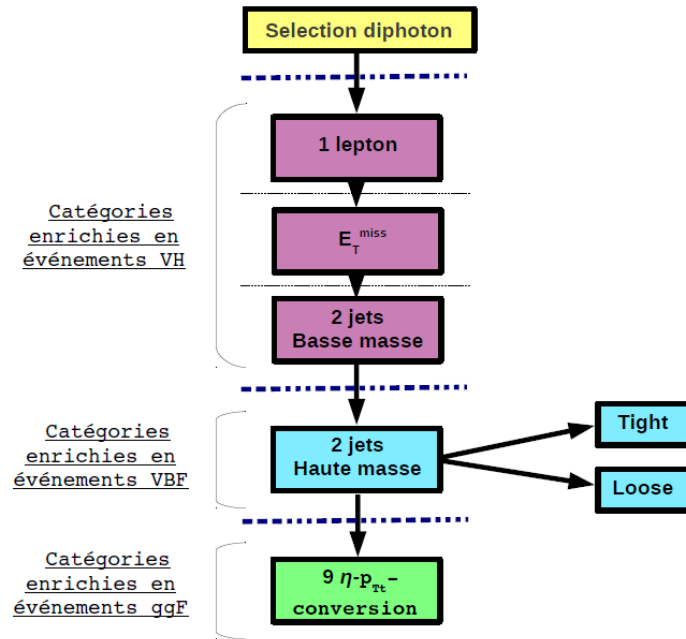 Selection diphoton
1 lepton
Catégories
enrichies en
événements VH
E_T^miss
2 jets
Basse masse
Catégories
enrichies en
événements VBF
2 jets
Haute masse
Tight
Loose
Catégories
enrichies en
événements ggF
9 η-p_Tt-
conversion